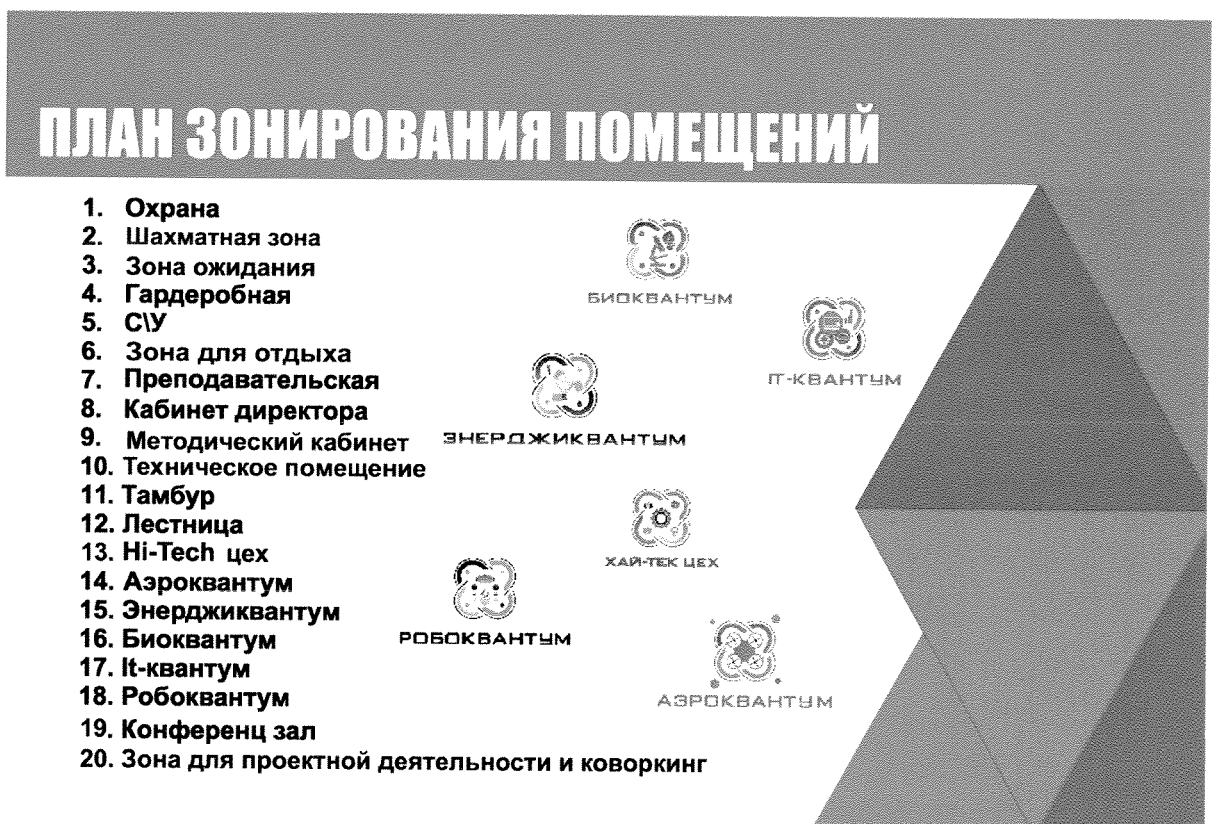 ПЛАН ЗОНИРОВАНИЯ ПОМЕЩЕНИЙ
1. Охрана
2. Шахматная зона
3. Зона ожидания
4. Гардеробная
5. С\У
6. Зона для отдыха
7. Преподавательская
8. Кабинет директора
9. Методический кабинет
10. Техническое помещение
11. Тамбур
12. Лестница
13. Hi-Tech цех
14. Аэроквантум
15. Энерджиквантум
16. Биоквантум
17. It-квантум
18. Робоквантум
19. Конференц зал
20. Зона для проектной деятельности и коворкинг
БИОКВАНТУМ
IT-КВАНТУМ
ЭНЕРДЖИКВАНТУМ
ХАЙ-ТЕК ЦЕХ
РОБОКВАНТУМ
АЭРОКВАНТУМ